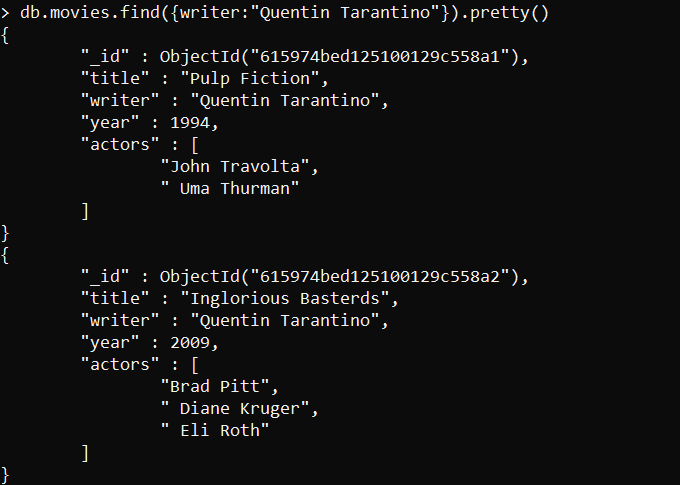 > db.movies.find({writer:"Quentin Tarantino"}).pretty()
{
        "_id" : ObjectId("615974bed125100129c558a1"),
        "title" : "Pulp Fiction",
        "writer" : "Quentin Tarantino",
        "year" : 1994,
        "actors" : [
                "John Travolta",
                " Uma Thurman"
        ]
}
{
        "_id" : ObjectId("615974bed125100129c558a2"),
        "title" : "Inglorious Basterds",
        "writer" : "Quentin Tarantino",
        "year" : 2009,
        "actors" : [
                "Brad Pitt",
                " Diane Kruger",
                " Eli Roth"
        ]
}